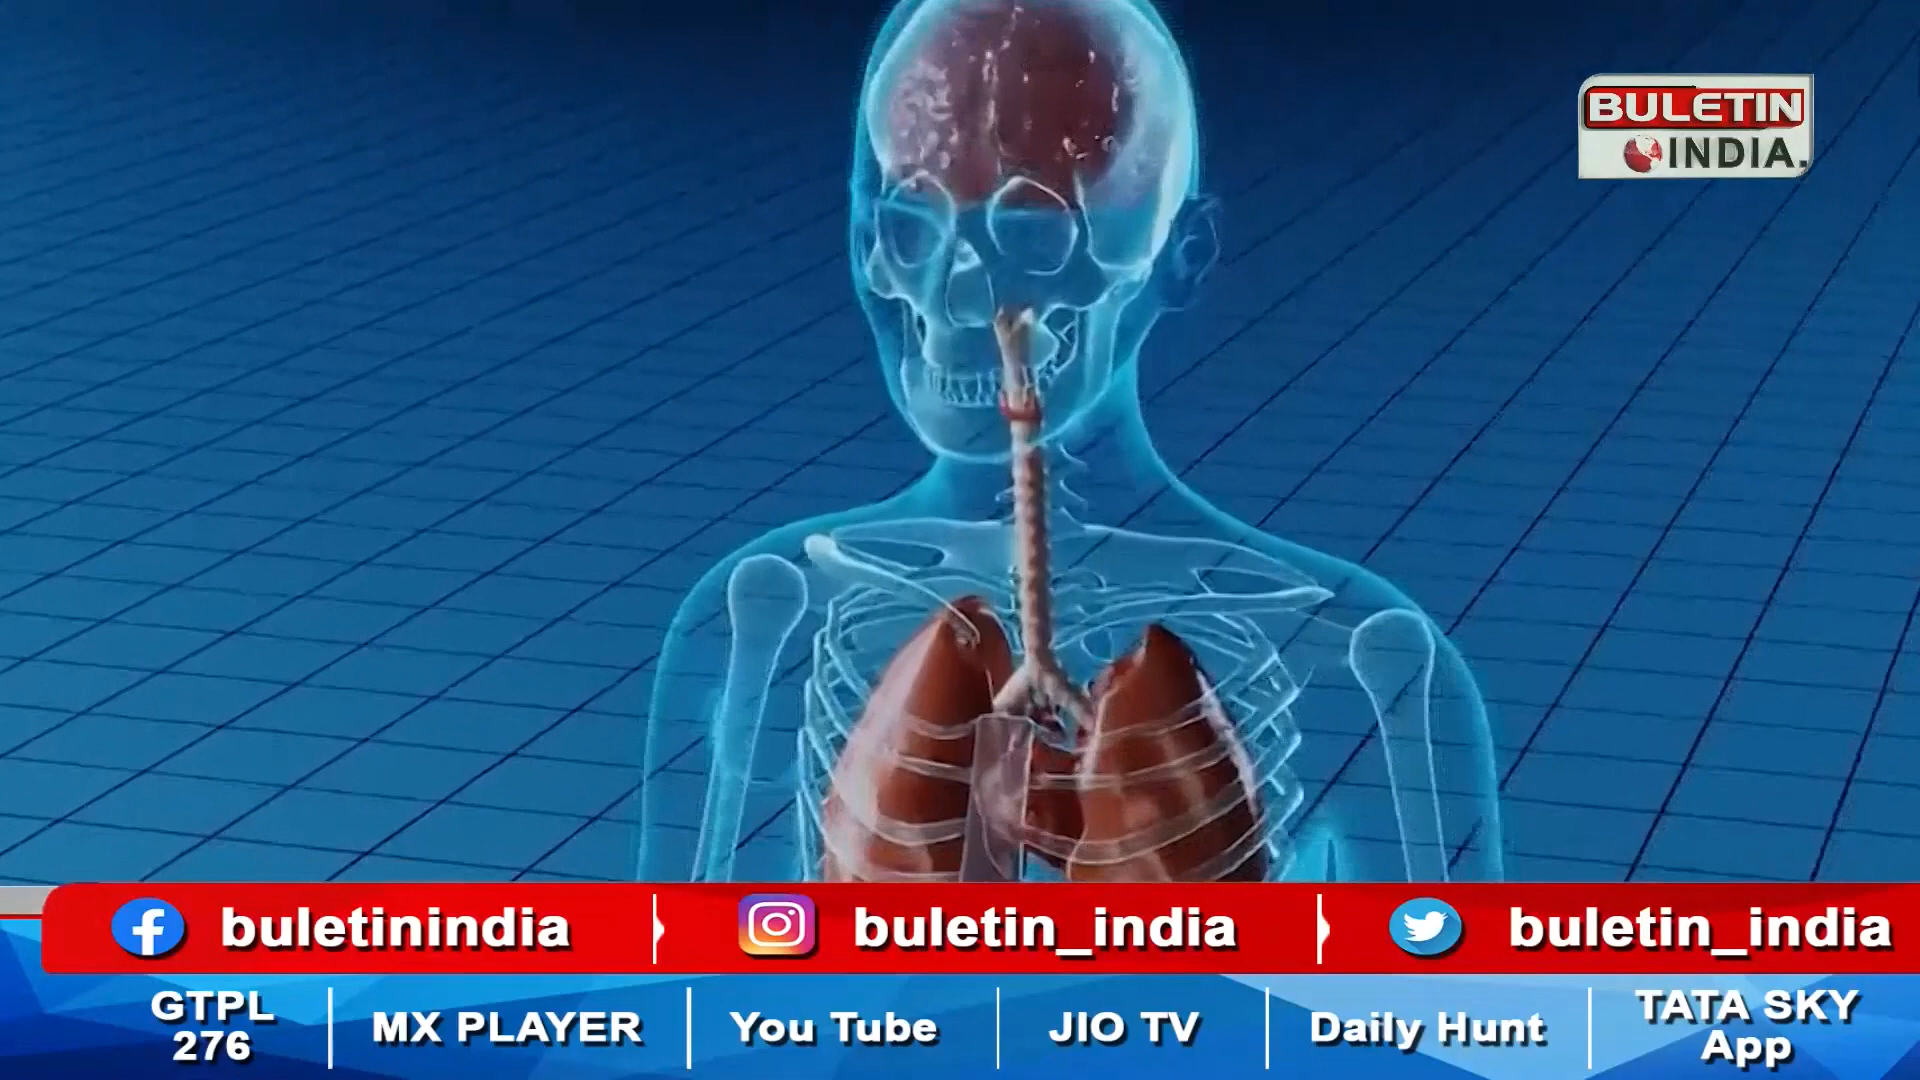 BULETIN
INDIA.
buletinindia
buletin_india
buletin_india
GTPL
276
MX PLAYER
You Tube
JIO TV
Daily Hunt
TATA SKY
App